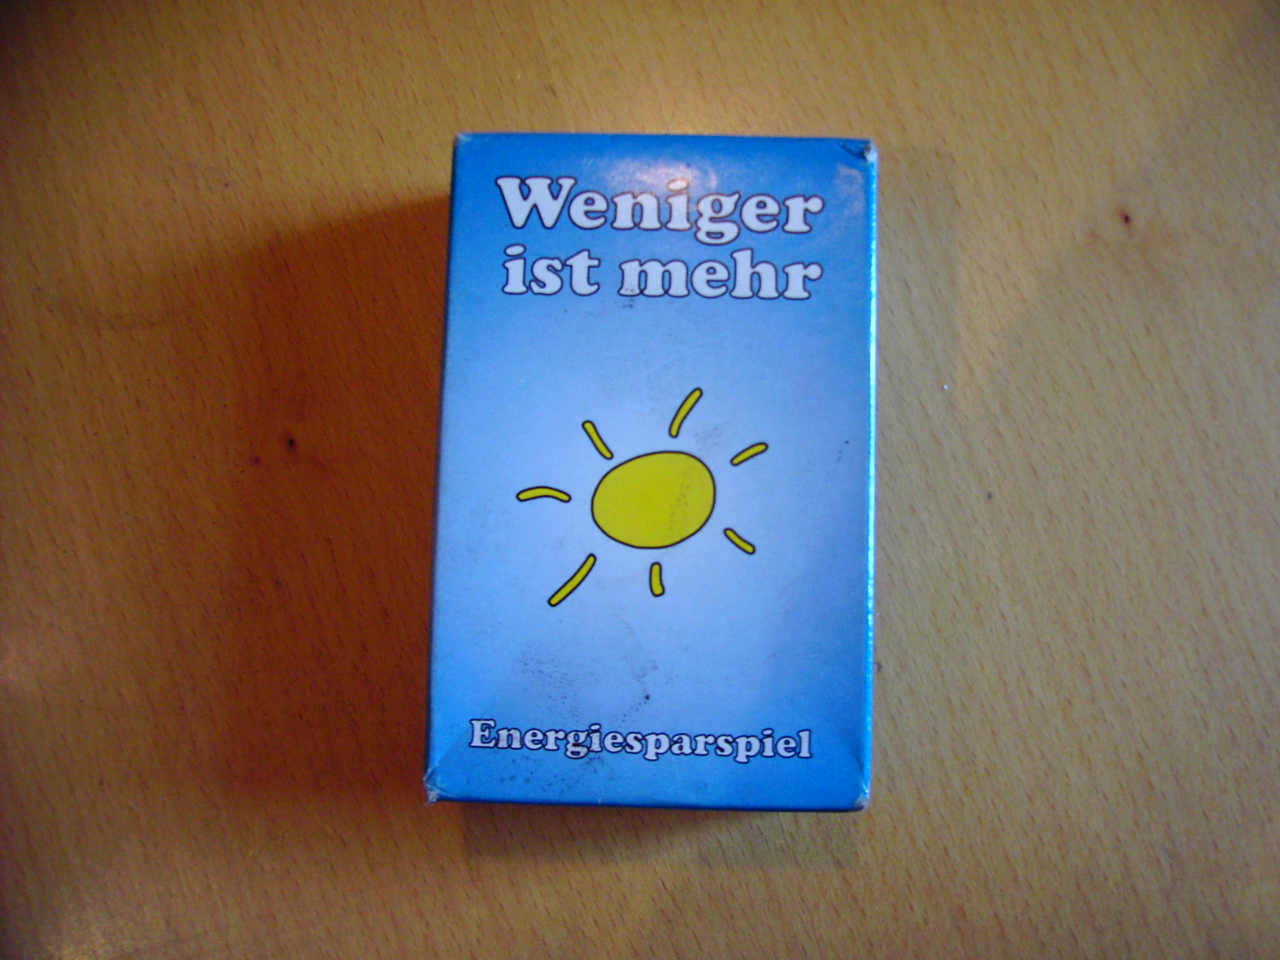 Weniger
ist mehr
Energiesparspiel